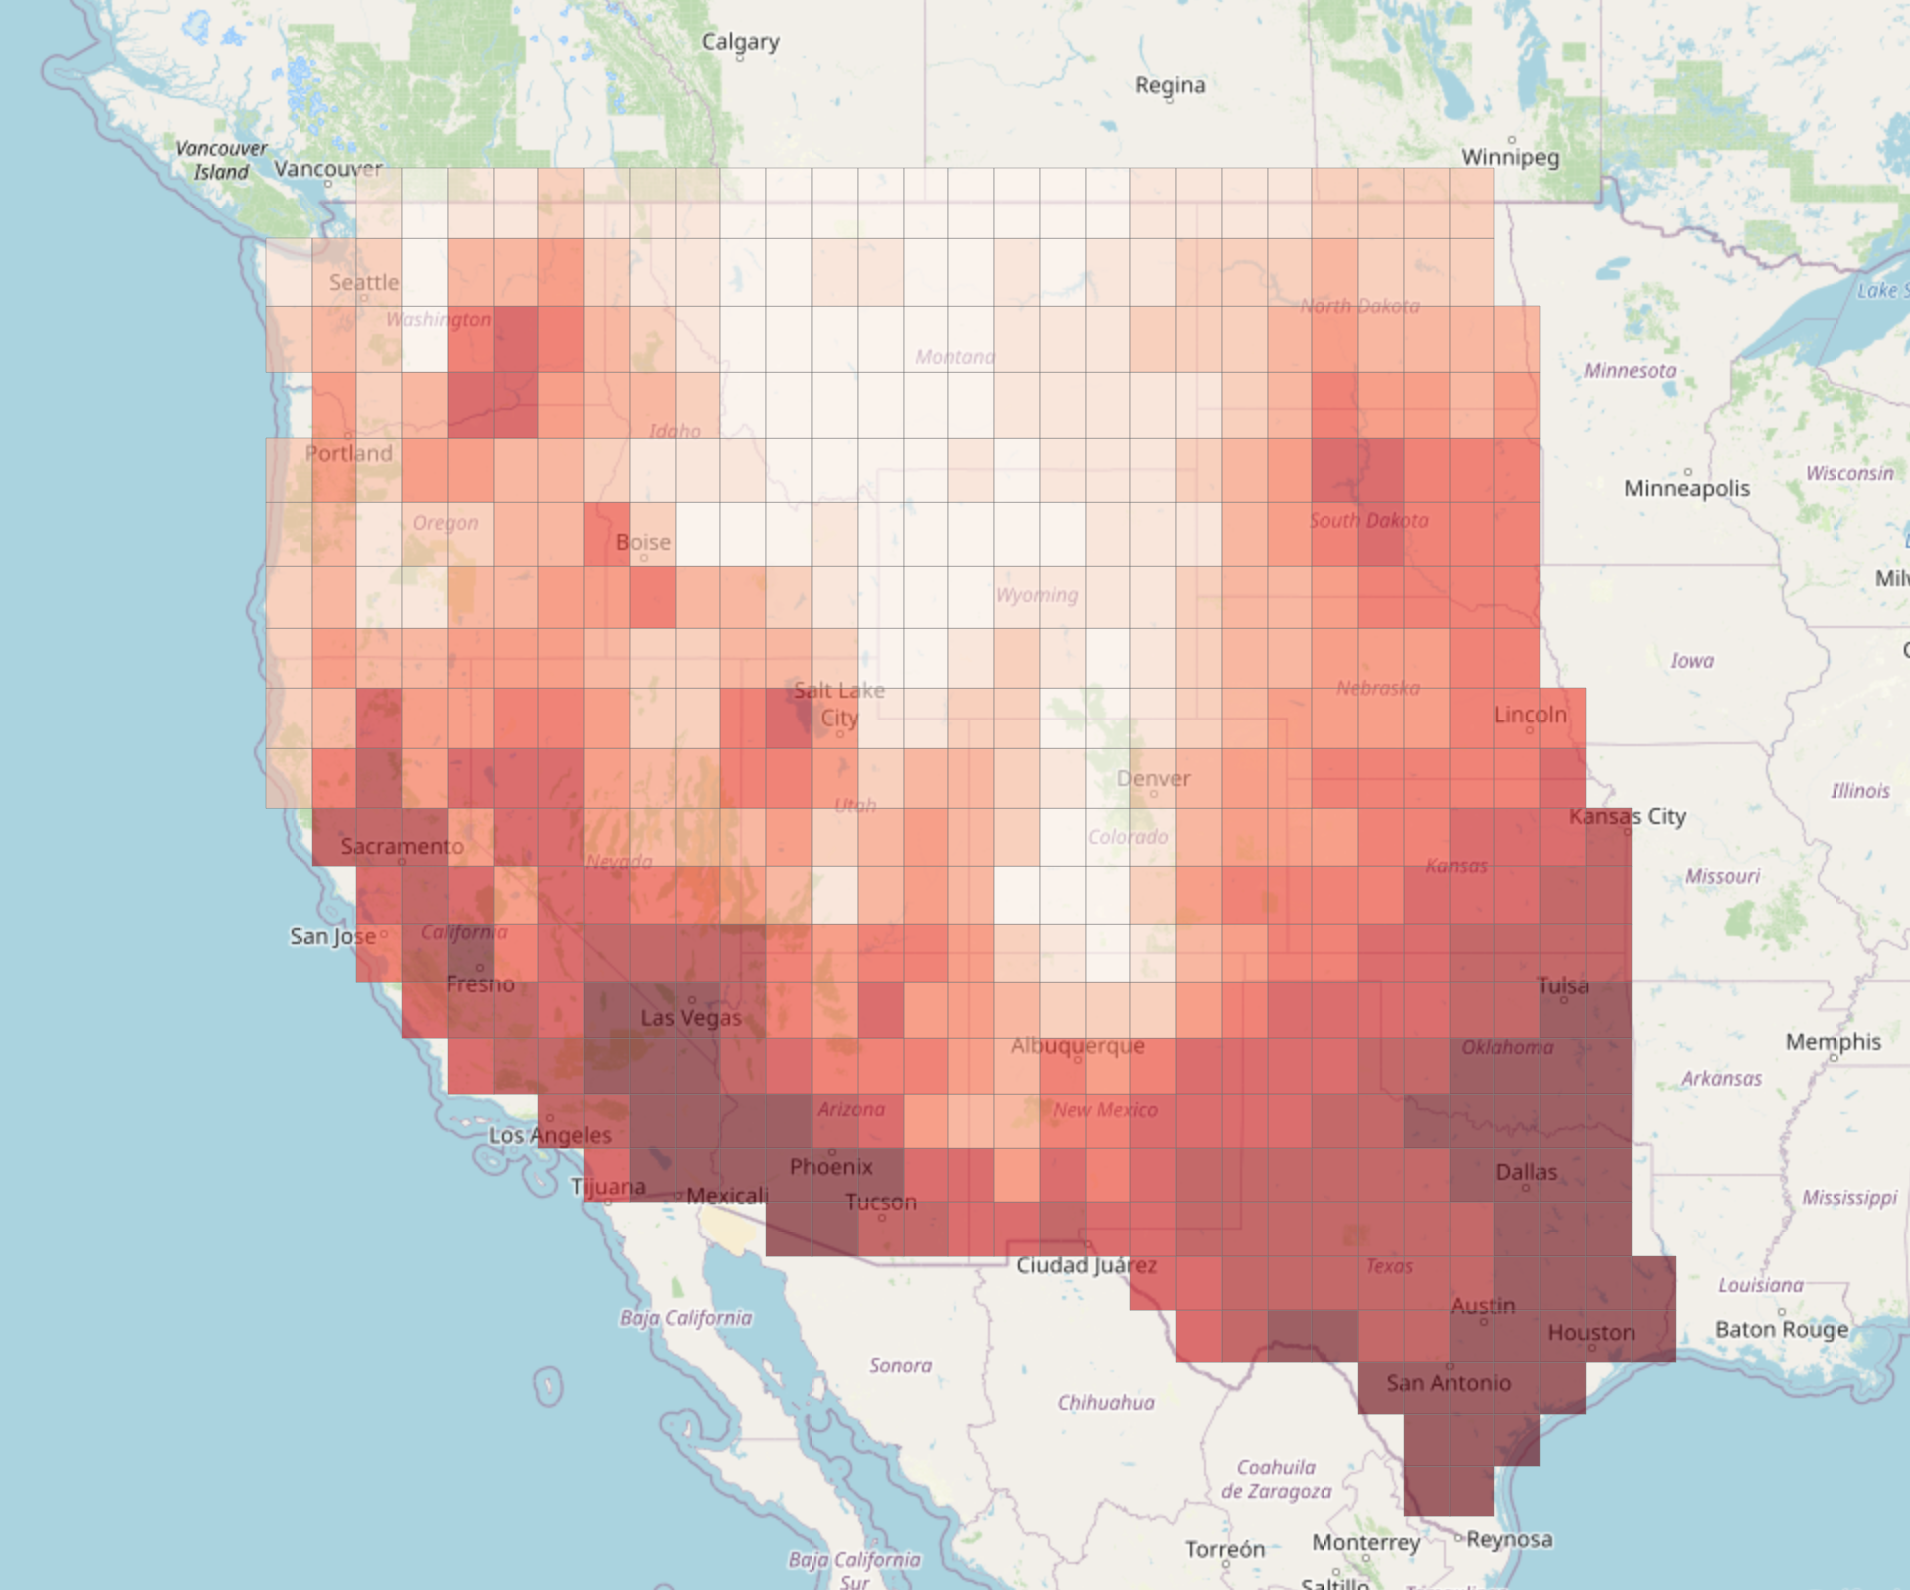 Calgary
Regina
Winnipeg
Vancouver
Island
Vancouver
Seattle
Washington
North Dakota
Lake S
Montana
Minnesota
Idaho
Portland
Wisconsin
Minneapolis
Oregon
South Dakota
Boise
Wyoming
Milw
Iowa
Salt Lake
City
Nebraska
Lincoln
Denver
Utah
Illinois
Kansas City
Colorado
Sacramento
Nevada
Kansas
Missouri
San Jose
California
Fresno
Tulsa
Las Vegas
Albuquerque
Oklahoma
Memphis
Arkansas
Arizona
New Mexico
Los Angeles
Phoenix
Dallas
Tijuana
Mexicali
Tucson
Mississippi
Ciudad Juárez
Texas
Louisiana
Austin
Baja California
Houston
Baton Rouge
Sonora
San Antonio
Chihuahua
Coahuila
de Zaragoza
Torreón
Monterrey
Reynosa
Baja California
Sur
Saltillo